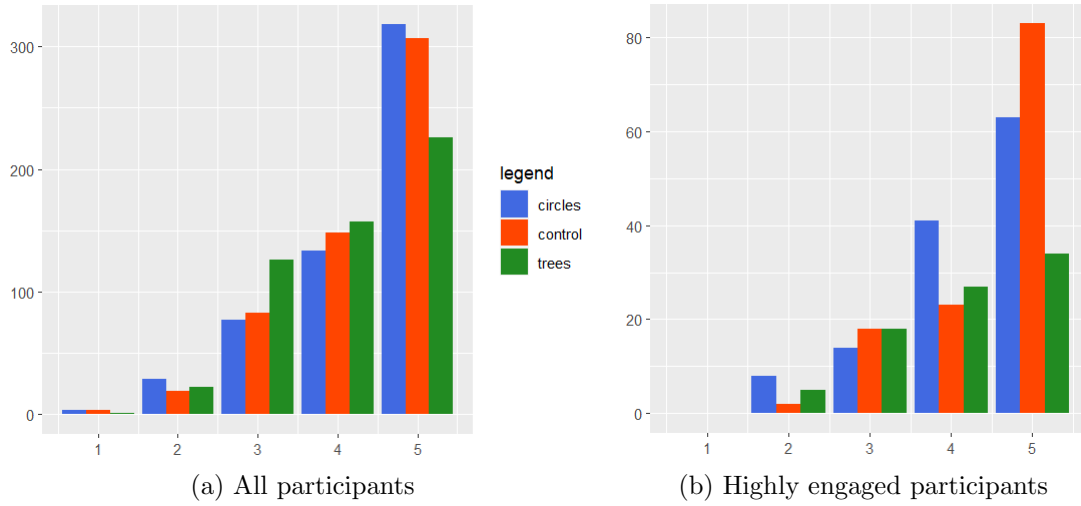 300
200
100
0
1 2 3 4 5
(a) All participants
legend
circles
control
trees
80
60
40
20
0
1 2 3 4 5
(b) Highly engaged participants